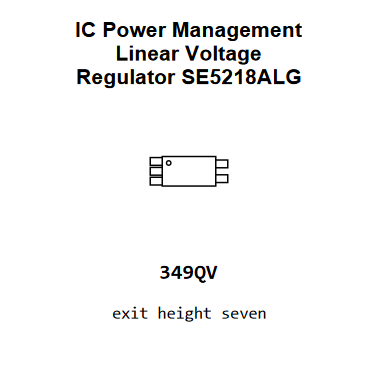 IC Power Management
Linear Voltage
Regulator SE5218ALG
349QV
exit height seven